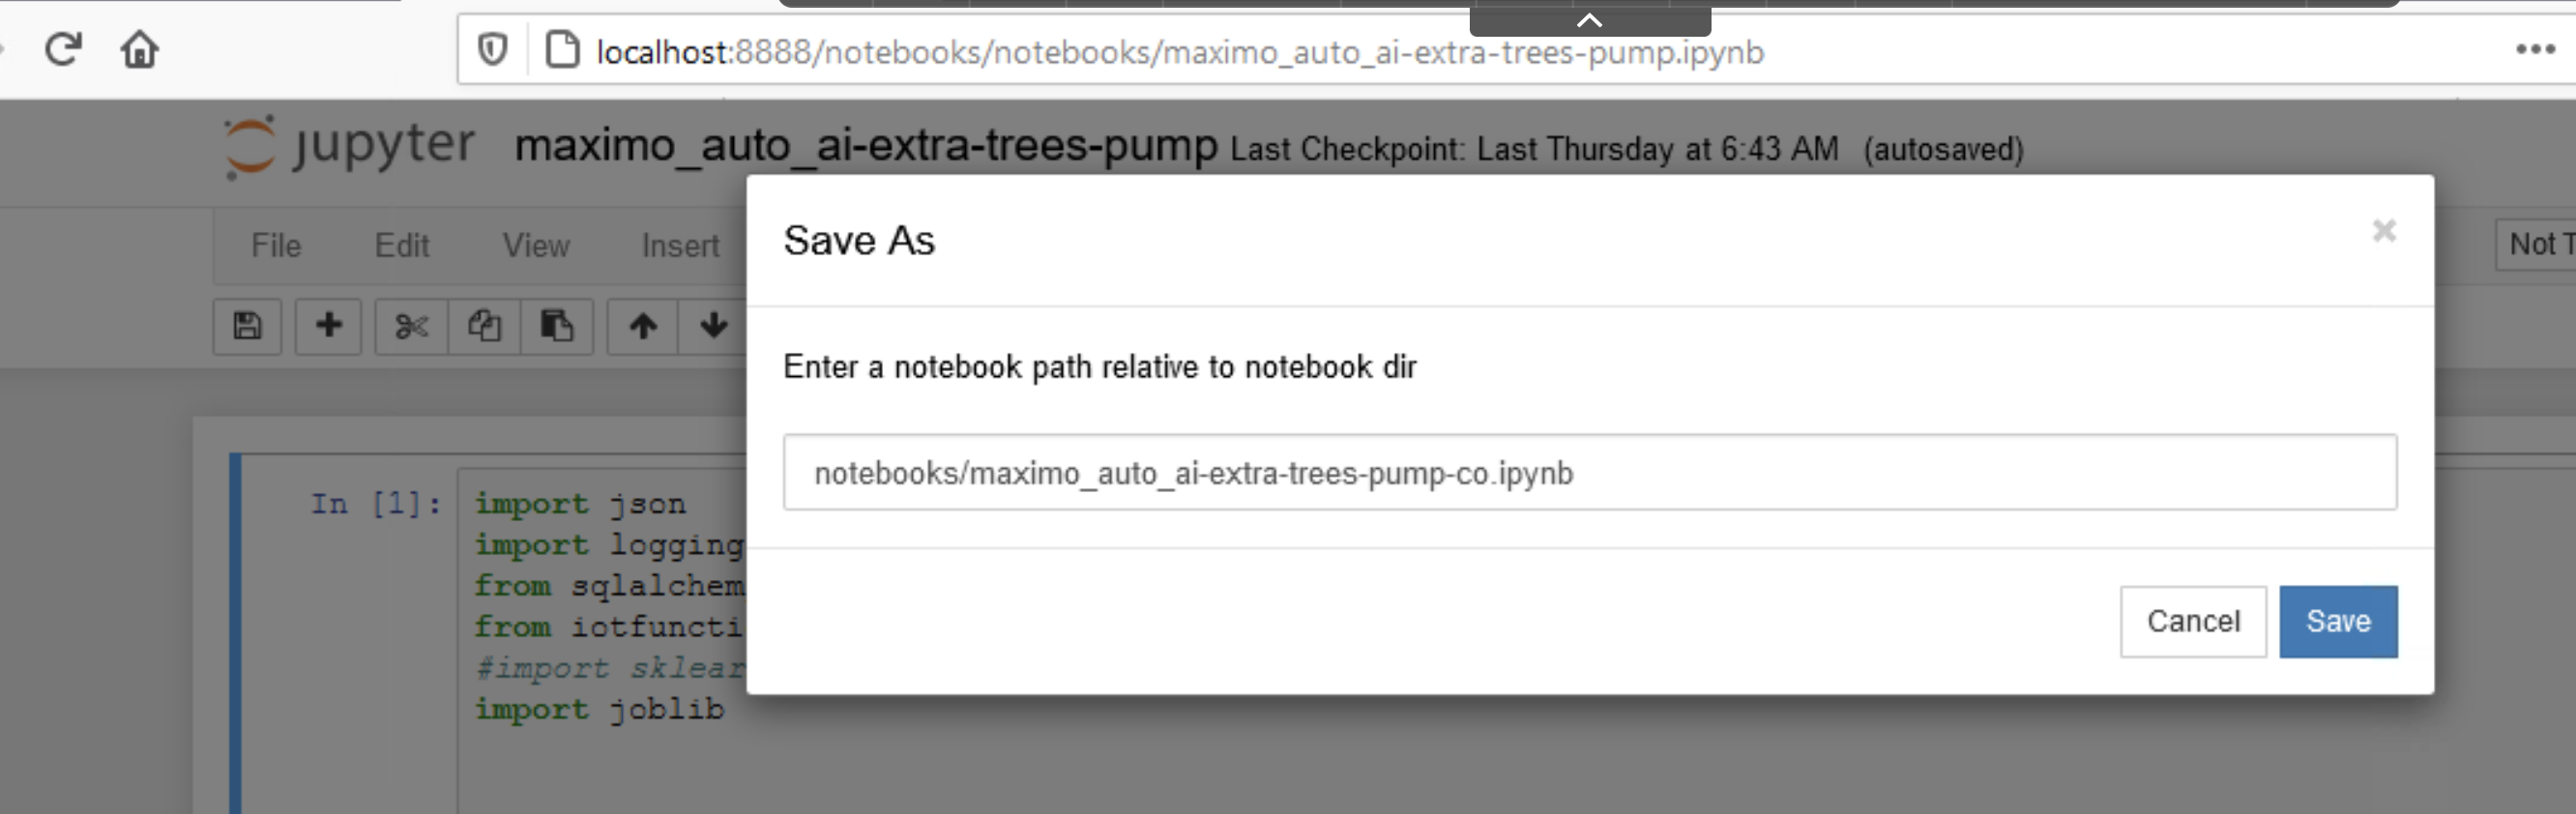 localhost:8888/notebooks/notebooks/maximo_auto_ai-extra-trees-pump.ipynb
jupyter maximo_auto_ai-extra-trees-pump Last Checkpoint: Last Thursday at 6:43 AM (autosaved)
File Edit View Insert
Not T
Save As
Enter a notebook path relative to notebook dir
notebooks/maximo_auto_ai-extra-trees-pump-co.ipynb
Cancel Save
In [1]: import json
import logging
from sqlalchem
from iotfuncti
#import sklear
import joblib